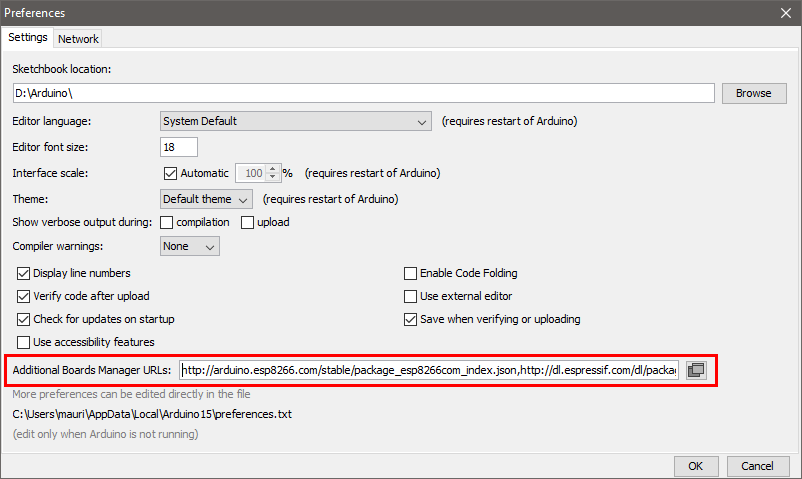 Preferences
Settings Network
Sketchbook location:
D:\Arduino\ Browse
Editor language: System Default (requires restart of Arduino)
Editor font size: 18
Interface scale: Automatic 100 % (requires restart of Arduino)
Theme: Default theme (requires restart of Arduino)
Show verbose output during: compilation upload
Compiler warnings: None
Display line numbers Enable Code Folding
Verify code after upload Use external editor
Check for updates on startup Save when verifying or uploading
Use accessibility features
Additional Boards Manager URLs: http://arduino.esp8266.com/stable/package_esp8266com_index.json,http://dl.espressif.com/dl/packag
More preferences can be edited directly in the file
C:\Users\mauri\AppData\Local\Arduino15\preferences.txt
(edit only when Arduino is not running)
OK Cancel